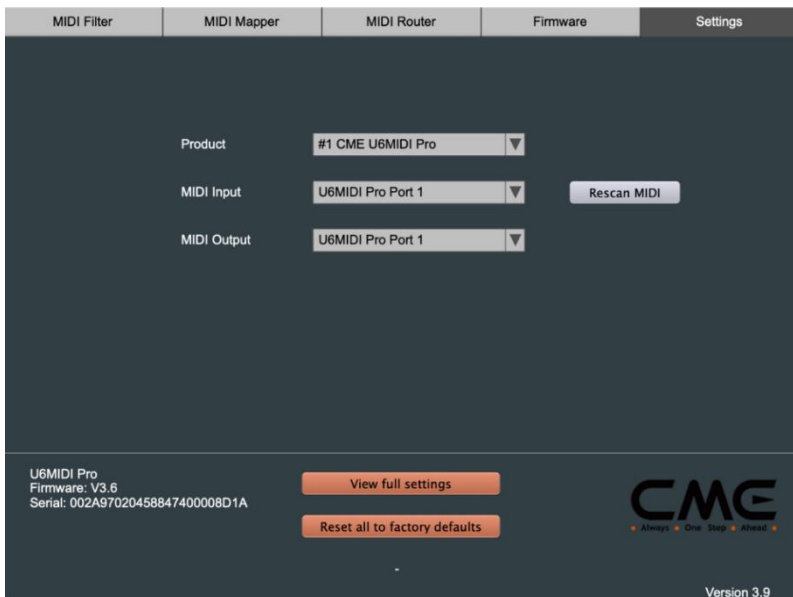 MIDI Filter MIDI Mapper MIDI Router Firmware Settings
Product #1 CME U6MIDI Pro
MIDI Input U6MIDI Pro Port 1 Rescan MIDI
MIDI Output U6MIDI Pro Port 1
U6MIDI Pro
Firmware: V3.6
Serial: 002A97020458847400008D1A
View full settings
Reset all to factory defaults
CME
Always One Step Ahead
-
Version 3.9